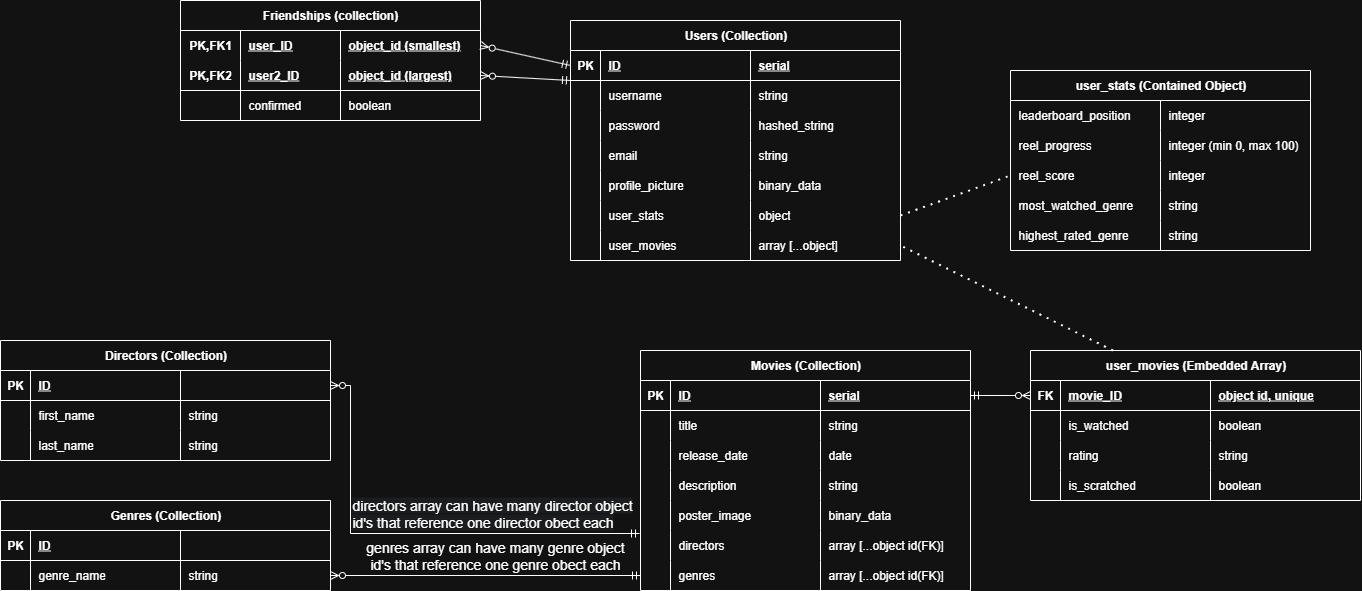 Friendships (collection)
PK,FK1 user_ID object_id (smallest)
PK,FK2 user2_ID object_id (largest)
confirmed boolean
Users (Collection)
PK ID serial
username string
password hashed_string
email string
profile_picture binary_data
user_stats object
user_movies array [...object]
user_stats (Contained Object)
leaderboard_position integer
reel_progress integer (min 0, max 100)
reel_score integer
most_watched_genre string
highest_rated_genre string
Directors (Collection)
PK ID
first_name string
last_name string
Genres (Collection)
PK ID
genre_name string
directors array can have many director object
id's that reference one director obect each
genres array can have many genre object
id's that reference one genre obect each
Movies (Collection)
PK ID serial
title string
release_date date
description string
poster_image binary_data
directors array [...object id(FK)]
genres array [...object id(FK)]
user_movies (Embedded Array)
FK movie_ID object id, unique
is_watched boolean
rating string
is_scratched boolean